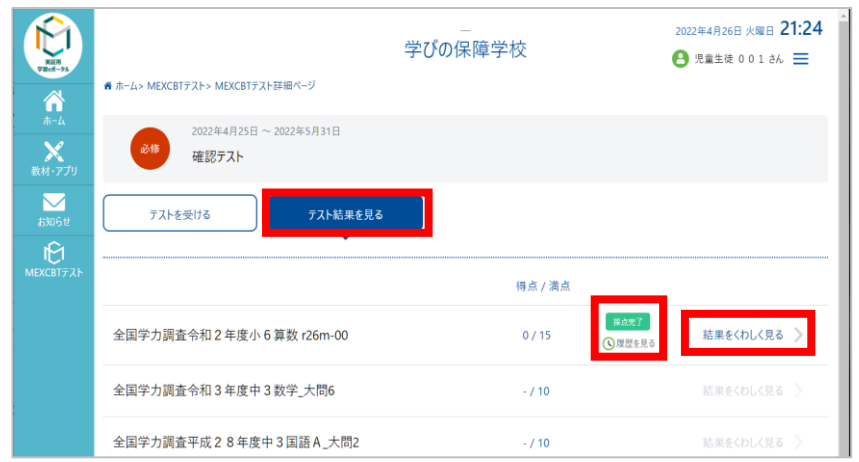 2022年4月26日 火曜日 21:24
学びの保障学校
児童生徒 001 さん
実証用
学習eポータル
ホーム> MEXCBTテスト> MEXCBTテスト詳細ページ
ホーム
教材・アプリ
お知らせ
MEXCBTテスト
必修
2022年4月25日 ～ 2022年5月31日
確認テスト
テストを受ける
テスト結果を見る
得点 / 満点
全国学力調査令和2年度小6算数 r26m-00
0 / 15
採点完了
履歴を見る
結果をくわしく見る
全国学力調査令和3年度中3数学_大問6
- / 10
結果をくわしく見る
全国学力調査平成28年度中3国語A_大問2
- / 10
結果をくわしく見る